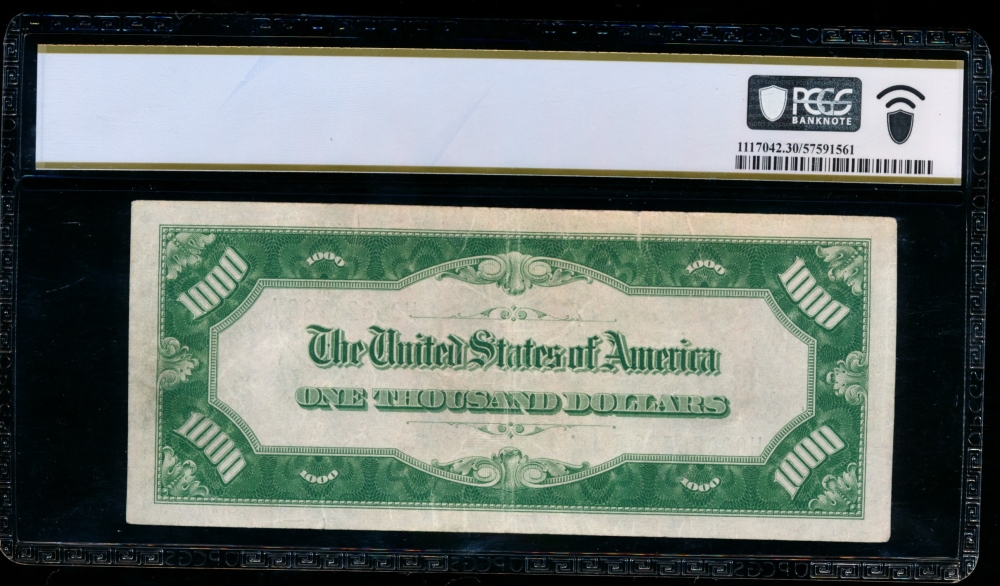 PCGS
BANKNOTE
1117042.30/57591561
1000 1000 1000 1000
The United States of America
ONE THOUSAND DOLLARS
1000 1000 1000 1000